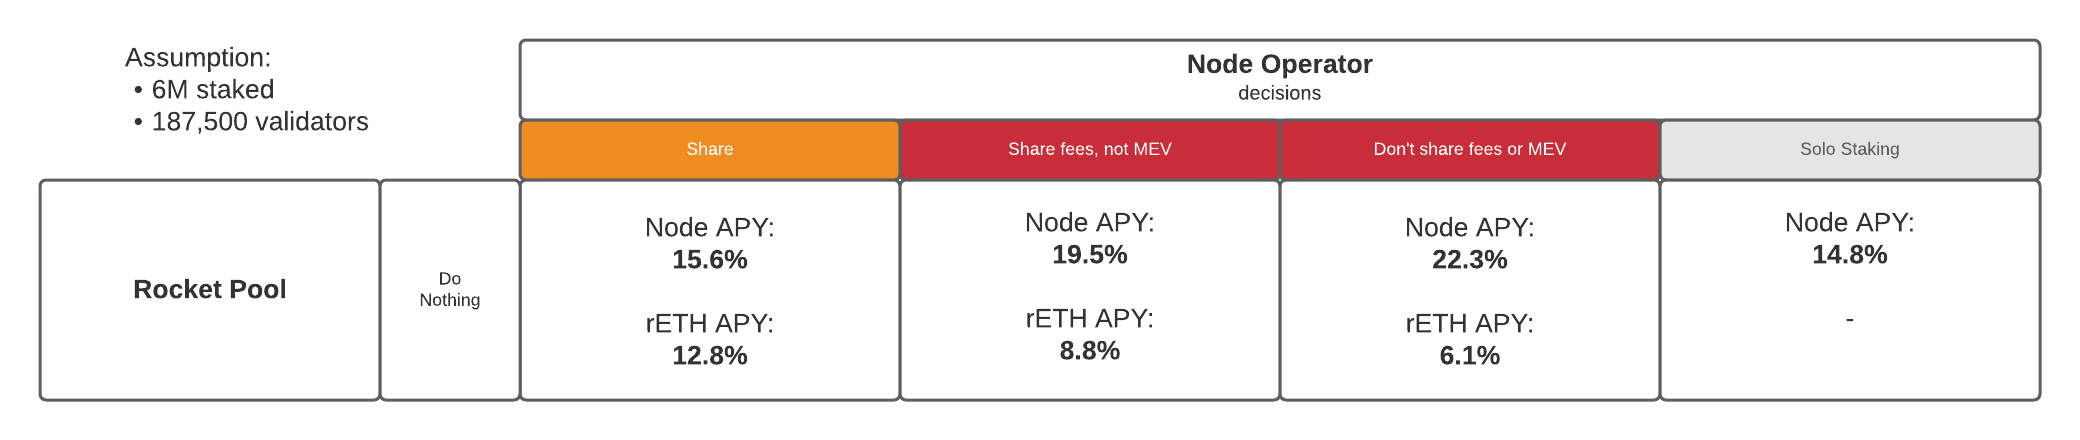 Assumption:
• 6M staked
• 187,500 validators
Node Operator
decisions
Share
Share fees, not MEV
Don't share fees or MEV
Solo Staking
Rocket Pool
Do
Nothing
Node APY:
15.6%
rETH APY:
12.8%
Node APY:
19.5%
rETH APY:
8.8%
Node APY:
22.3%
rETH APY:
6.1%
Node APY:
14.8%
-